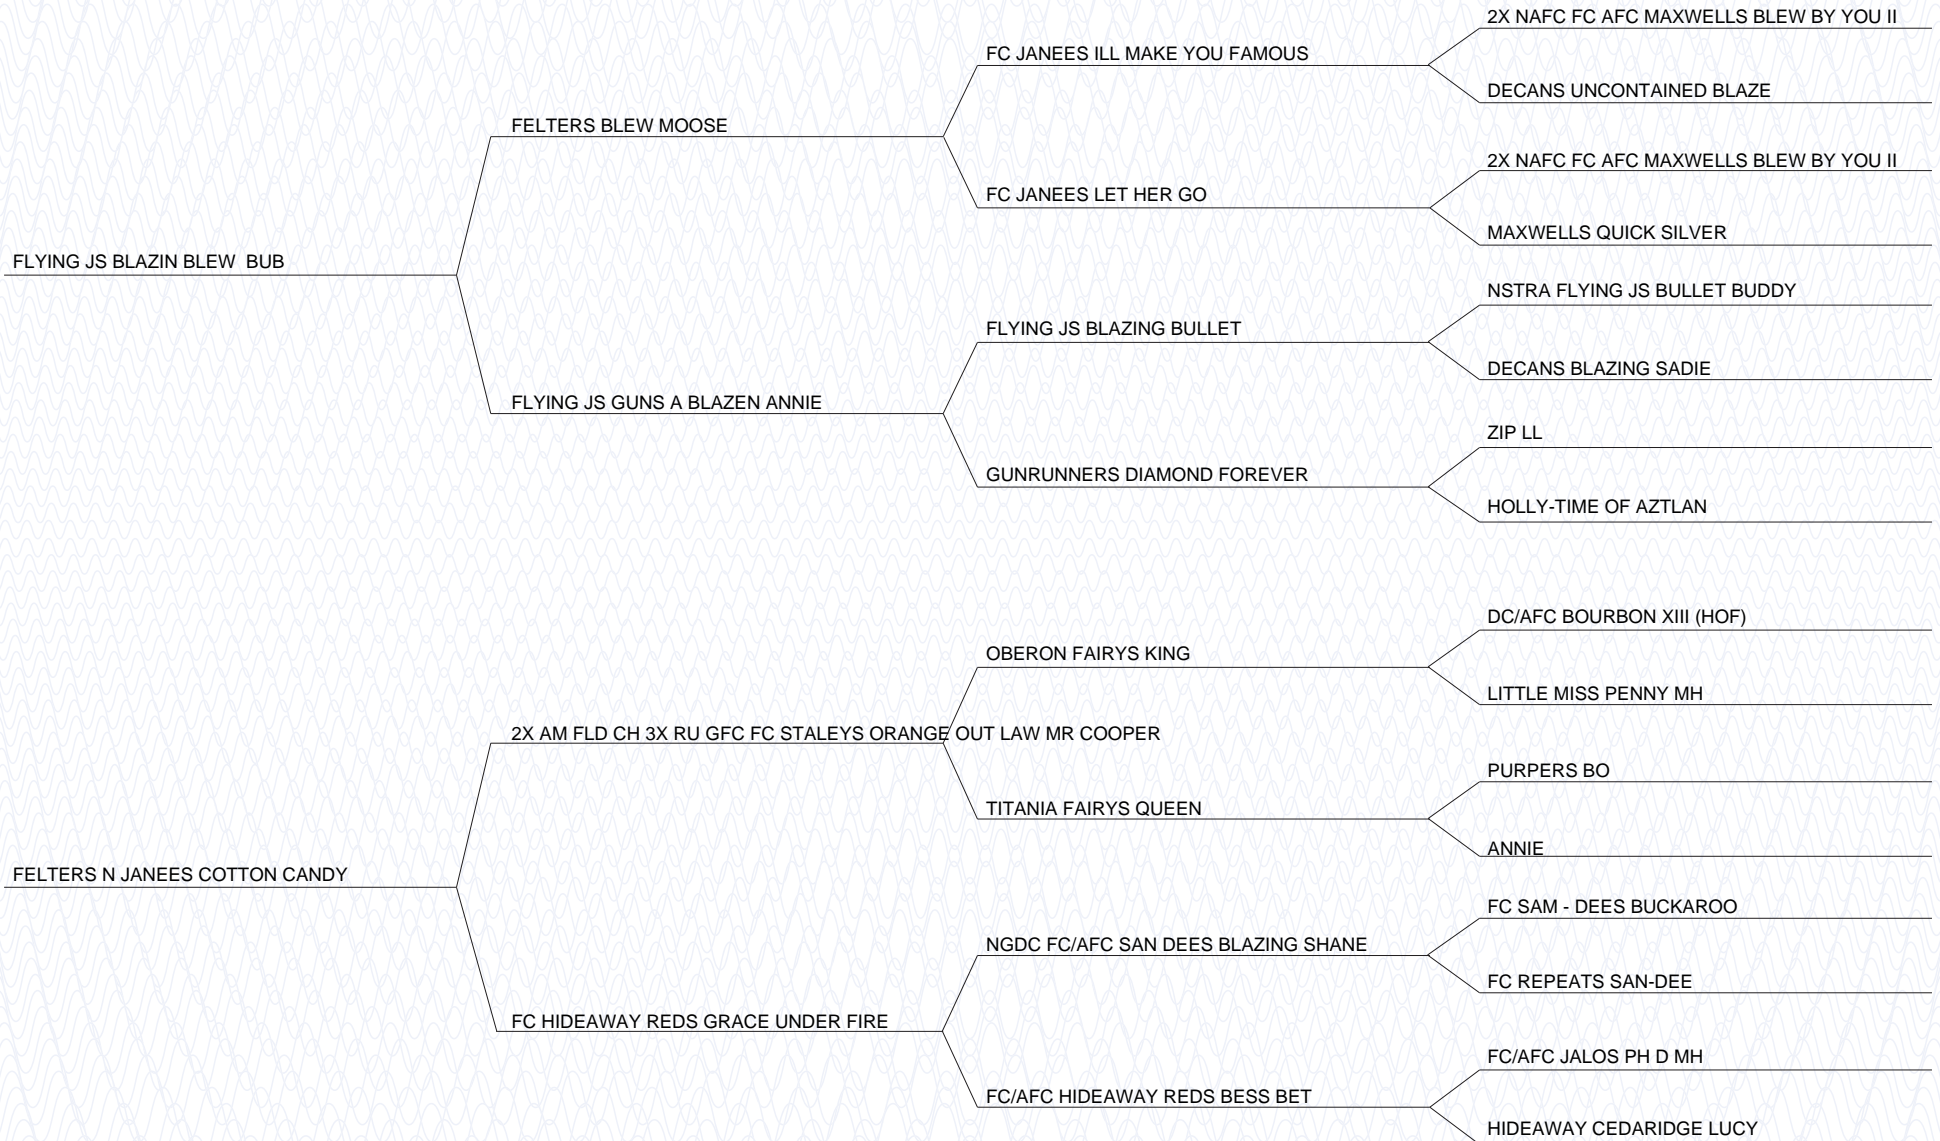 2X NAFC FC AFC MAXWELLS BLEW BY YOU II
FC JANEES ILL MAKE YOU FAMOUS
DECANS UNCONTAINED BLAZE
FELTERS BLEW MOOSE
2X NAFC FC AFC MAXWELLS BLEW BY YOU II
FC JANEES LET HER GO
MAXWELLS QUICK SILVER
FLYING JS BLAZIN BLEW  BUB
NSTRA FLYING JS BULLET BUDDY
FLYING JS BLAZING BULLET
DECANS BLAZING SADIE
FLYING JS GUNS A BLAZEN ANNIE
ZIP LL
GUNRUNNERS DIAMOND FOREVER
HOLLY-TIME OF AZTLAN
DC/AFC BOURBON XIII (HOF)
OBERON FAIRYS KING
LITTLE MISS PENNY MH
2X AM FLD CH 3X RU GFC FC STALEYS ORANGE OUT LAW MR COOPER
PURPERS BO
TITANIA FAIRYS QUEEN
ANNIE
FELTERS N JANEES COTTON CANDY
FC SAM - DEES BUCKAROO
NGDC FC/AFC SAN DEES BLAZING SHANE
FC REPEATS SAN-DEE
FC HIDEAWAY REDS GRACE UNDER FIRE
FC/AFC JALOS PH D MH
FC/AFC HIDEAWAY REDS BESS BET
HIDEAWAY CEDARIDGE LUCY